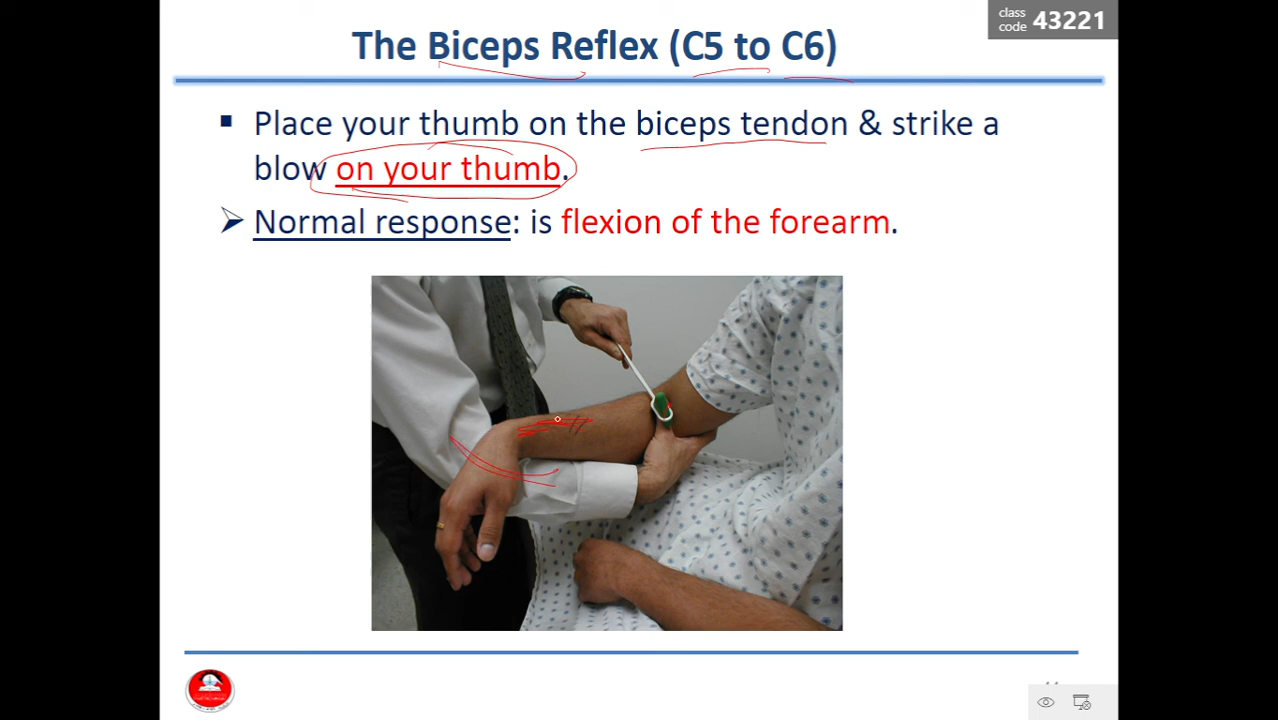 class
code 43221
The Biceps Reflex (C5 to C6)
▪ Place your thumb on the biceps tendon & strike a
blow on your thumb.
➢ Normal response: is flexion of the forearm.